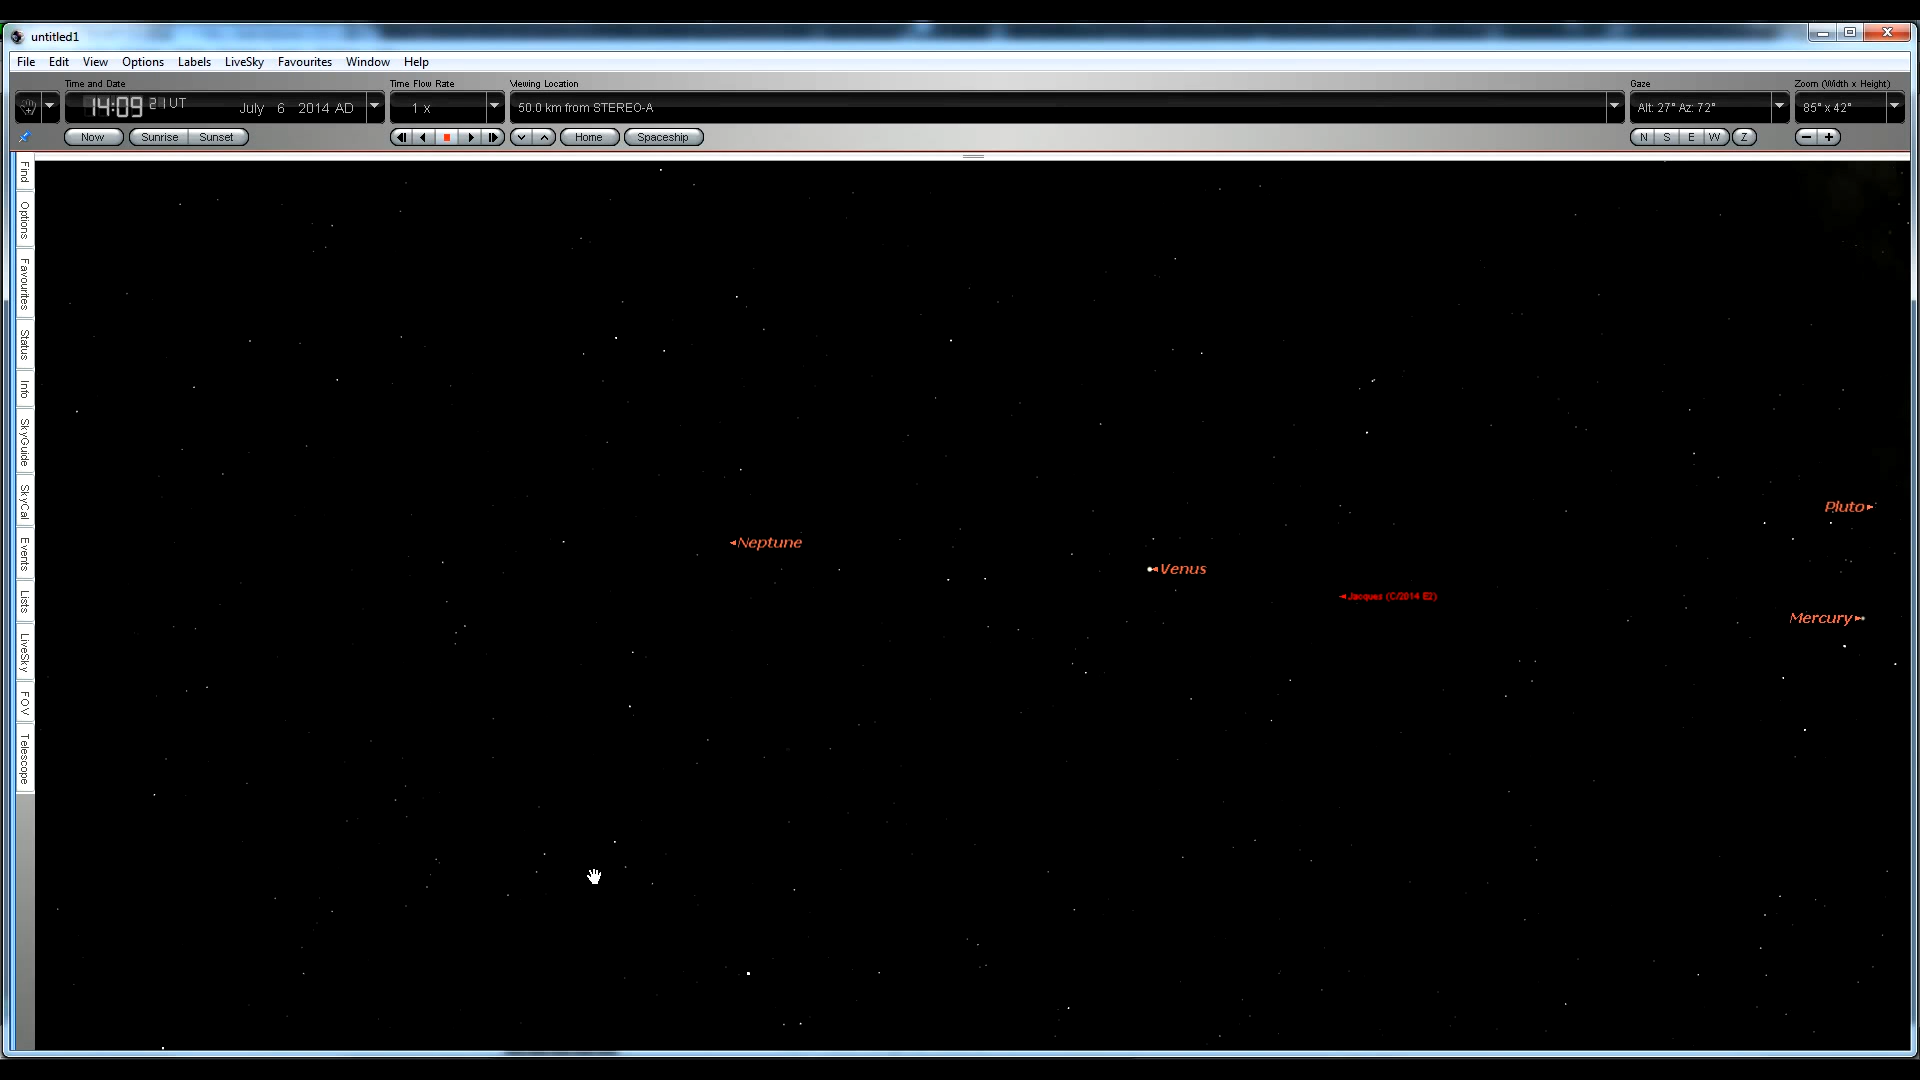 untitled1
File Edit View Options Labels LiveSky Favourites Window Help
Time and Date Time Flow Rate Viewing Location Gaze Zoom (Width x Height)
14:09 21 UT July 6 2014 AD 1 x 50.0 km from STEREO-A Alt: 27° Az: 72° 85° x 42°
Now Sunrise Sunset Home Spaceship N S E W Z
Find
Options
Favourites
Status
Info
SkyGuide
SkyCal
Events
Lists
LiveSky
FOV
Telescope
Pluto
Neptune
Venus
Jacques (C/2014 E2)
Mercury